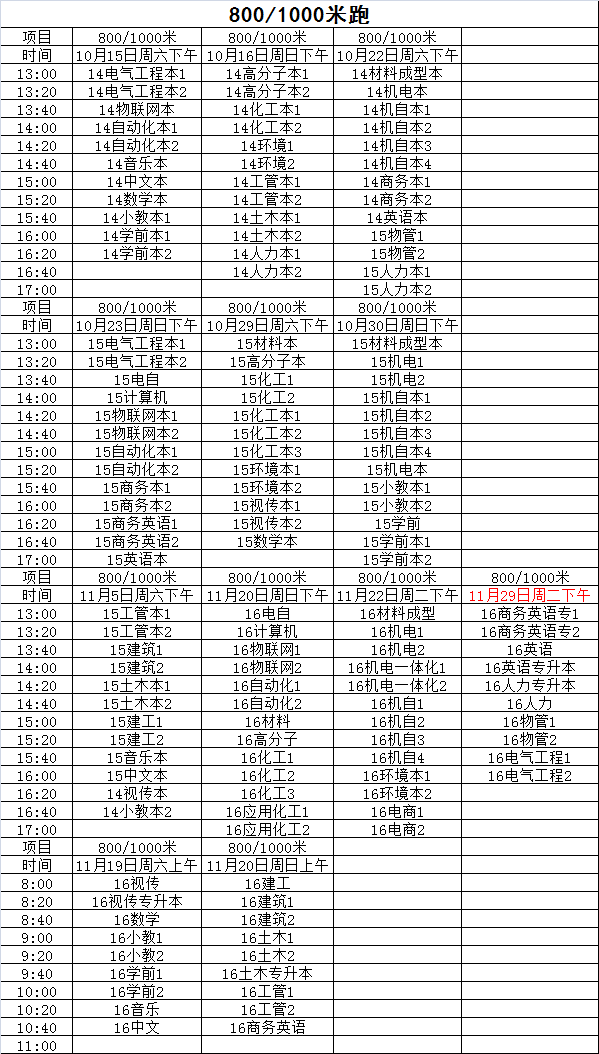 800/1000米跑
项目 800/1000米 800/1000米 800/1000米
时间 10月15日周六下午 10月16日周日下午 10月22日周六下午
13:00 14电气工程本1 14高分子本1 14材料成型本
13:20 14电气工程本2 14高分子本2 14机电本
13:40 14物联网本 14化工本1 14机自本1
14:00 14自动化本1 14化工本2 14机自本2
14:20 14自动化本2 14环境1 14机自本3
14:40 14音乐本 14环境2 14机自本4
15:00 14中文本 14工管本1 14商务本1
15:20 14数学本 14工管本2 14商务本2
15:40 14小教本1 14土木本1 14英语本
16:00 14学前本1 14土木本2 15物管1
16:20 14学前本2 14人力本1 15物管2
16:40 14人力本2 15人力本1
17:00 15人力本2
项目 800/1000米 800/1000米 800/1000米
时间 10月23日周日下午 10月29日周六下午 10月30日周日下午
13:00 15电气工程本1 15材料本 15材料成型本
13:20 15电气工程本2 15高分子本 15机电1
13:40 15电自 15化工1 15机电2
14:00 15计算机 15化工2 15机自本1
14:20 15物联网本1 15化工本1 15机自本2
14:40 15物联网本2 15化工本2 15机自本3
15:00 15自动化本1 15化工本3 15机自本4
15:20 15自动化本2 15环境本1 15机电本
15:40 15商务本1 15环境本2 15小教本1
16:00 15商务本2 15视传本1 15小教本2
16:20 15商务英语1 15视传本2 15学前
16:40 15商务英语2 15数学本 15学前本1
17:00 15英语本 15学前本2
项目 800/1000米 800/1000米 800/1000米 800/1000米
时间 11月5日周六下午 11月20日周日下午 11月22日周二下午 11月29日周二下午
13:00 15工管本1 16电自 16材料成型 16商务英语专1
13:20 15工管本2 16计算机 16机电1 16商务英语专2
13:40 15建筑1 16物联网1 16机电2 16英语
14:00 15建筑2 16物联网2 16机电一体化1 16英语专升本
14:20 15土木本1 16自动化1 16机电一体化2 16人力专升本
14:40 15土木本2 16自动化2 16机自1 16人力
15:00 15建工1 16材料 16机自2 16物管1
15:20 15建工2 16高分子 16机自3 16物管2
15:40 15音乐本 16化工1 16机自4 16电气工程1
16:00 15中文本 16化工2 16环境本1 16电气工程2
16:20 14视传本 16化工3 16环境本2
16:40 14小教本2 16应用化工1 16电商1
17:00 16应用化工2 16电商2
项目 800/1000米 800/1000米
时间 11月19日周六上午 11月20日周日上午
8:00 16视传 16建工
8:20 16视传专升本 16建筑1
8:40 16数学 16建筑2
9:00 16小教1 16土木1
9:20 16小教2 16土木2
9:40 16学前1 16土木专升本
10:00 16学前2 16工管1
10:20 16音乐 16工管2
10:40 16中文 16商务英语
11:00